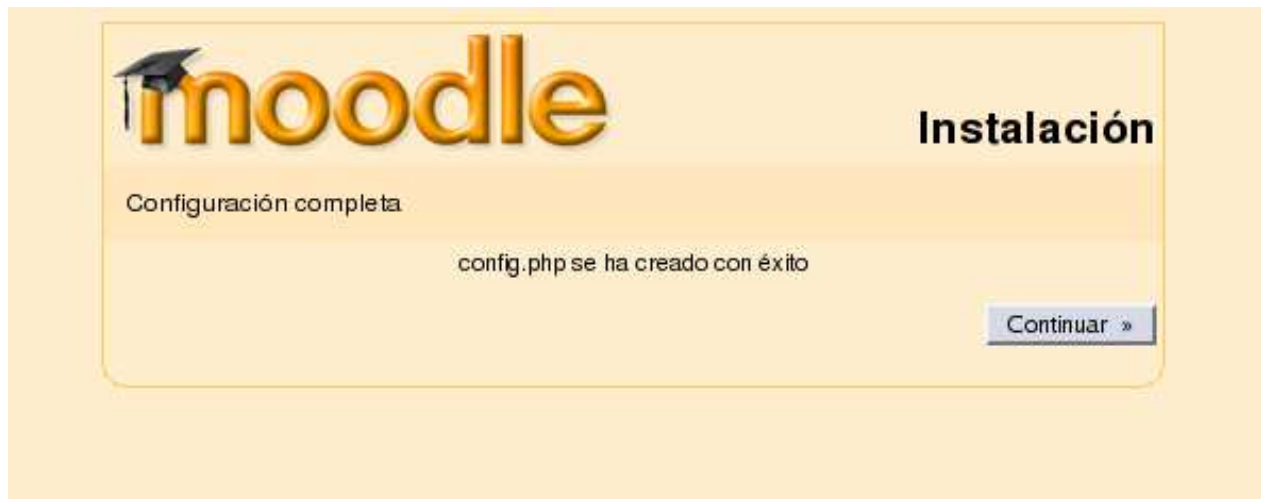 moodle
Instalación
Configuración completa
config.php se ha creado con éxito
Continuar »